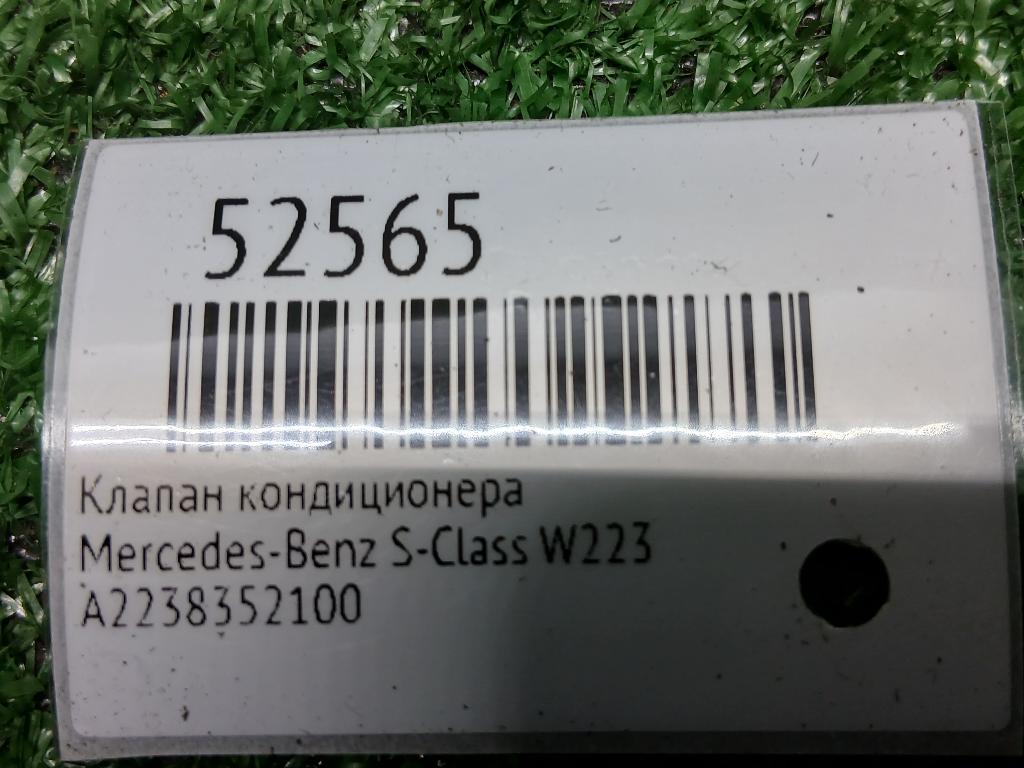 52565
Клапан кондиционера
Mercedes-Benz S-Class W223
A2238352100